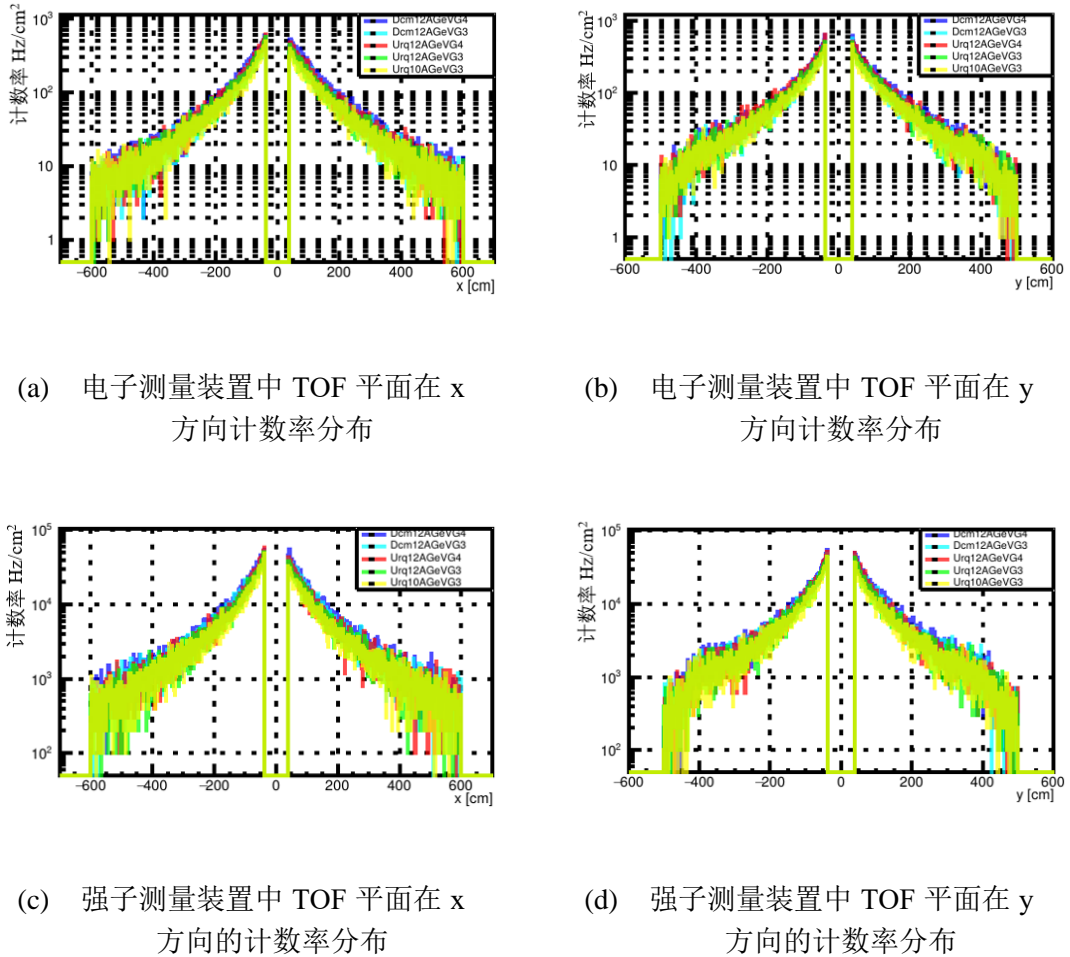 计数率 Hz/cm²
10³
10²
10
1
Dcm12AGeVG4
Dcm12AGeVG3
Urq12AGeVG4
Urq12AGeVG3
Urq10AGeVG3
−600 −400 −200 0 200 400 600
x [cm]
计数率 Hz/cm²
10³
10²
10
1
Dcm12AGeVG4
Dcm12AGeVG3
Urq12AGeVG4
Urq12AGeVG3
Urq10AGeVG3
−600 −400 −200 0 200 400 600
y [cm]
(a) 电子测量装置中 TOF 平面在 x
方向计数率分布
(b) 电子测量装置中 TOF 平面在 y
方向计数率分布
计数率 Hz/cm²
10⁵
10⁴
10³
10²
Dcm12AGeVG4
Dcm12AGeVG3
Urq12AGeVG4
Urq12AGeVG3
Urq10AGeVG3
−600 −400 −200 0 200 400 600
x [cm]
计数率 Hz/cm²
10⁵
10⁴
10³
10²
Dcm12AGeVG4
Dcm12AGeVG3
Urq12AGeVG4
Urq12AGeVG3
Urq10AGeVG3
−600 −400 −200 0 200 400 600
y [cm]
(c) 强子测量装置中 TOF 平面在 x
方向的计数率分布
(d) 强子测量装置中 TOF 平面在 y
方向的计数率分布